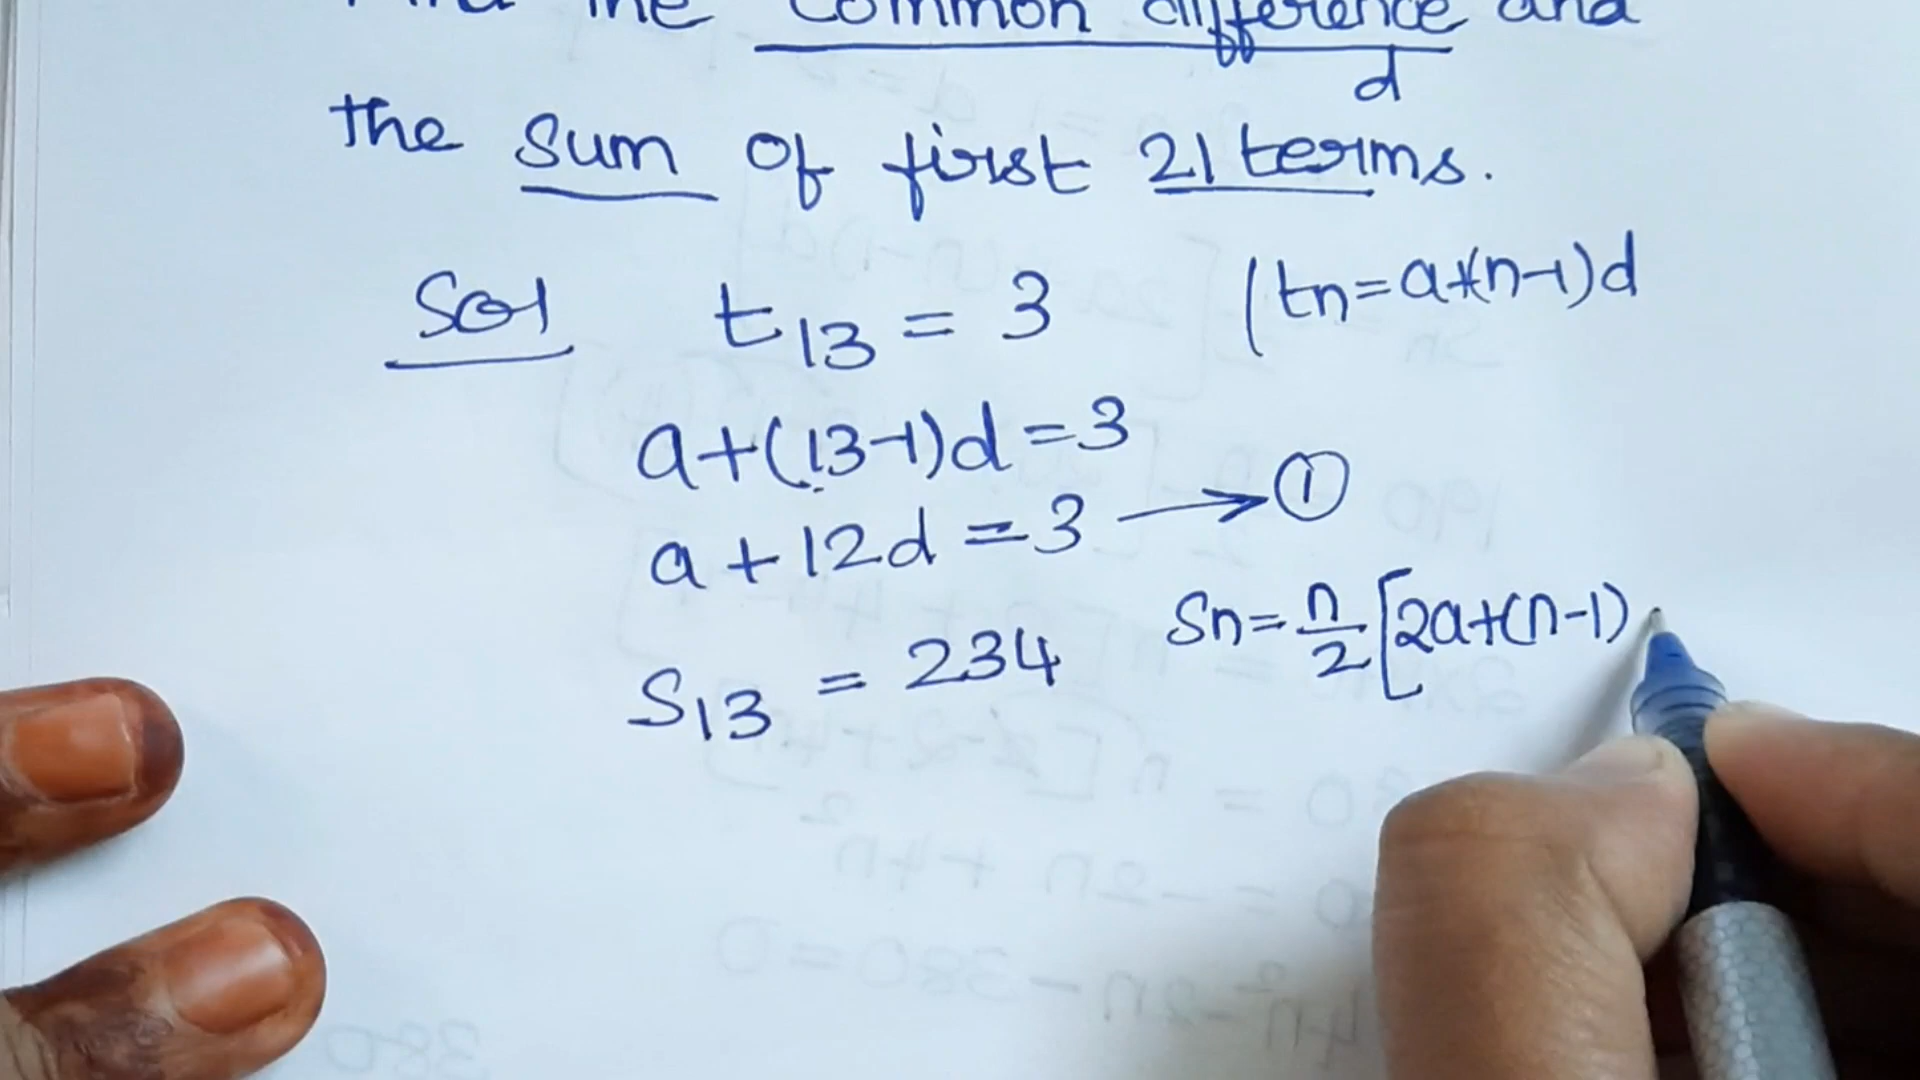 Find the common difference and
d
the sum of first 21 terms.
Sol t13 = 3 (tn=a+(n-1)d
a+(13-1)d=3
a+12d=3 → ①
S13 = 234 Sn=n/2[2a+(n-1)